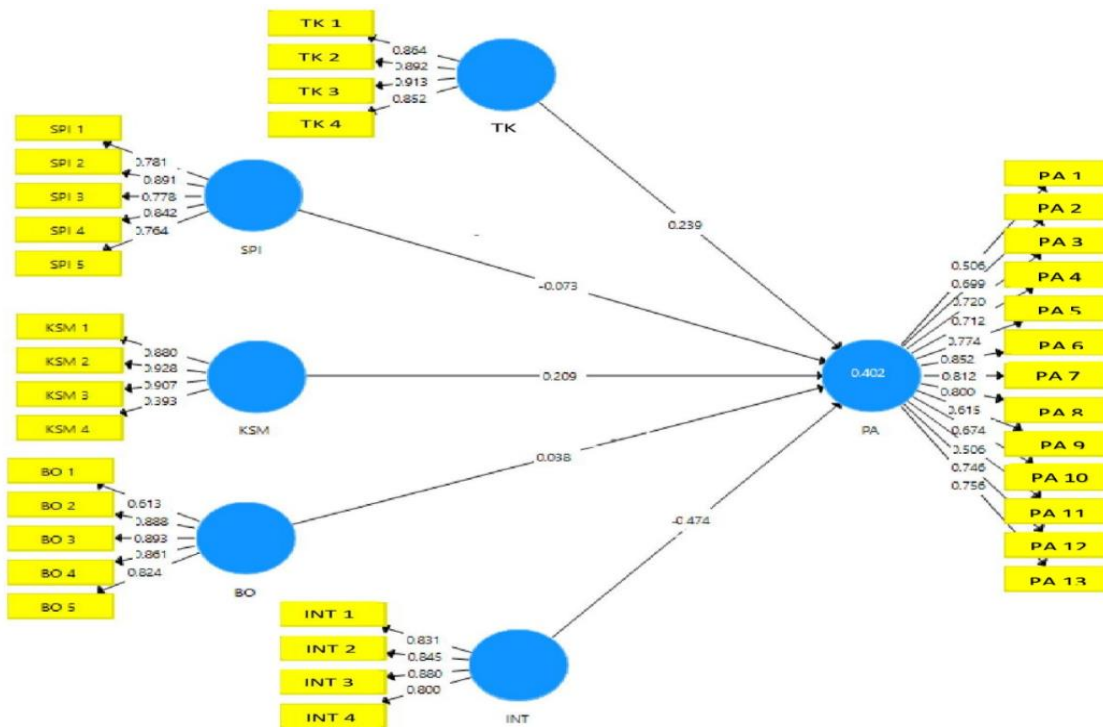 TK 1
TK 2
TK 3
TK 4
0.864
0.892
0.913
0.852
TK
SPI 1
SPI 2
SPI 3
SPI 4
SPI 5
0.781
0.891
0.778
0.842
0.764
SPI
KSM 1
KSM 2
KSM 3
KSM 4
0.880
0.928
0.907
0.393
KSM
BO 1
BO 2
BO 3
BO 4
BO 5
0.613
0.888
0.893
0.861
0.824
BO
INT 1
INT 2
INT 3
INT 4
0.831
0.845
0.880
0.800
INT
0.239
-0.073
0.209
0.038
-0.474
0.402
PA
0.506
0.699
0.720
0.712
0.774
0.852
0.812
0.800
0.615
0.674
0.506
0.746
0.756
PA 1
PA 2
PA 3
PA 4
PA 5
PA 6
PA 7
PA 8
PA 9
PA 10
PA 11
PA 12
PA 13